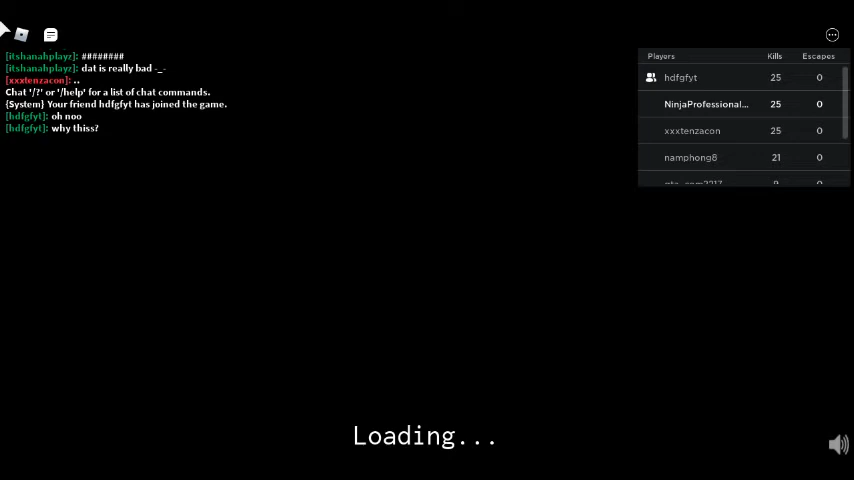 [itshanahplayz]: ########
[itshanahplayz]: dat is really bad -_-
[xxxtenzacon]: ..
Chat '/?' or '/help' for a list of chat commands.
{System} Your friend hdfgfyt has joined the game.
[hdfgfyt]: oh noo
[hdfgfyt]: why thiss?
Players Kills Escapes
hdfgfyt 25 0
NinjaProfessional... 25 0
xxxtenzacon 25 0
namphong8 21 0
Loading...